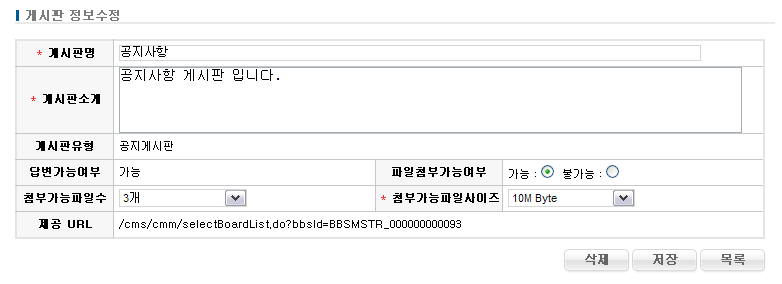 게시판 정보수정
* 게시판명 공지사항
* 게시판소개 공지사항 게시판 입니다.
게시판유형 공지게시판
답변가능여부 가능 파일첨부가능여부 가능 : 불가능 :
첨부가능파일수 3개 * 첨부가능파일사이즈 10M Byte
제공 URL /cms/cmm/selectBoardList.do?bbsId=BBSMSTR_000000000093
삭제 저장 목록